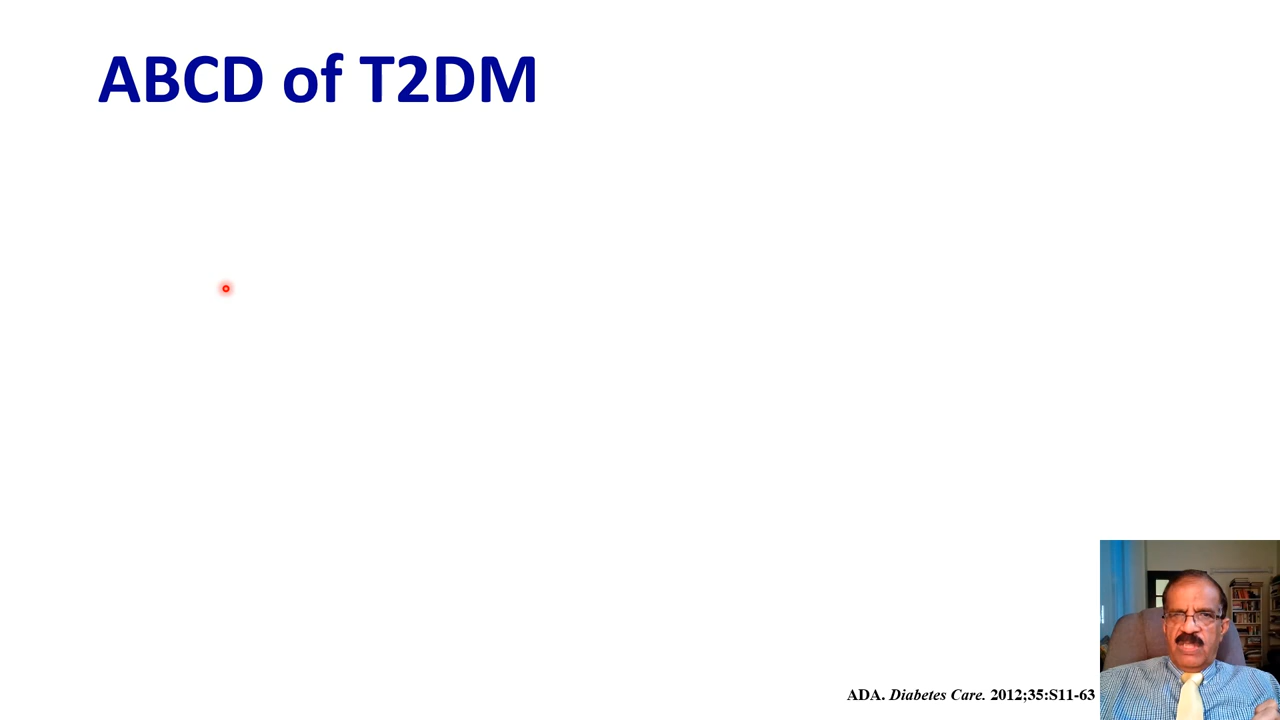 ABCD of T2DM
ADA. Diabetes Care. 2012;35:S11-63